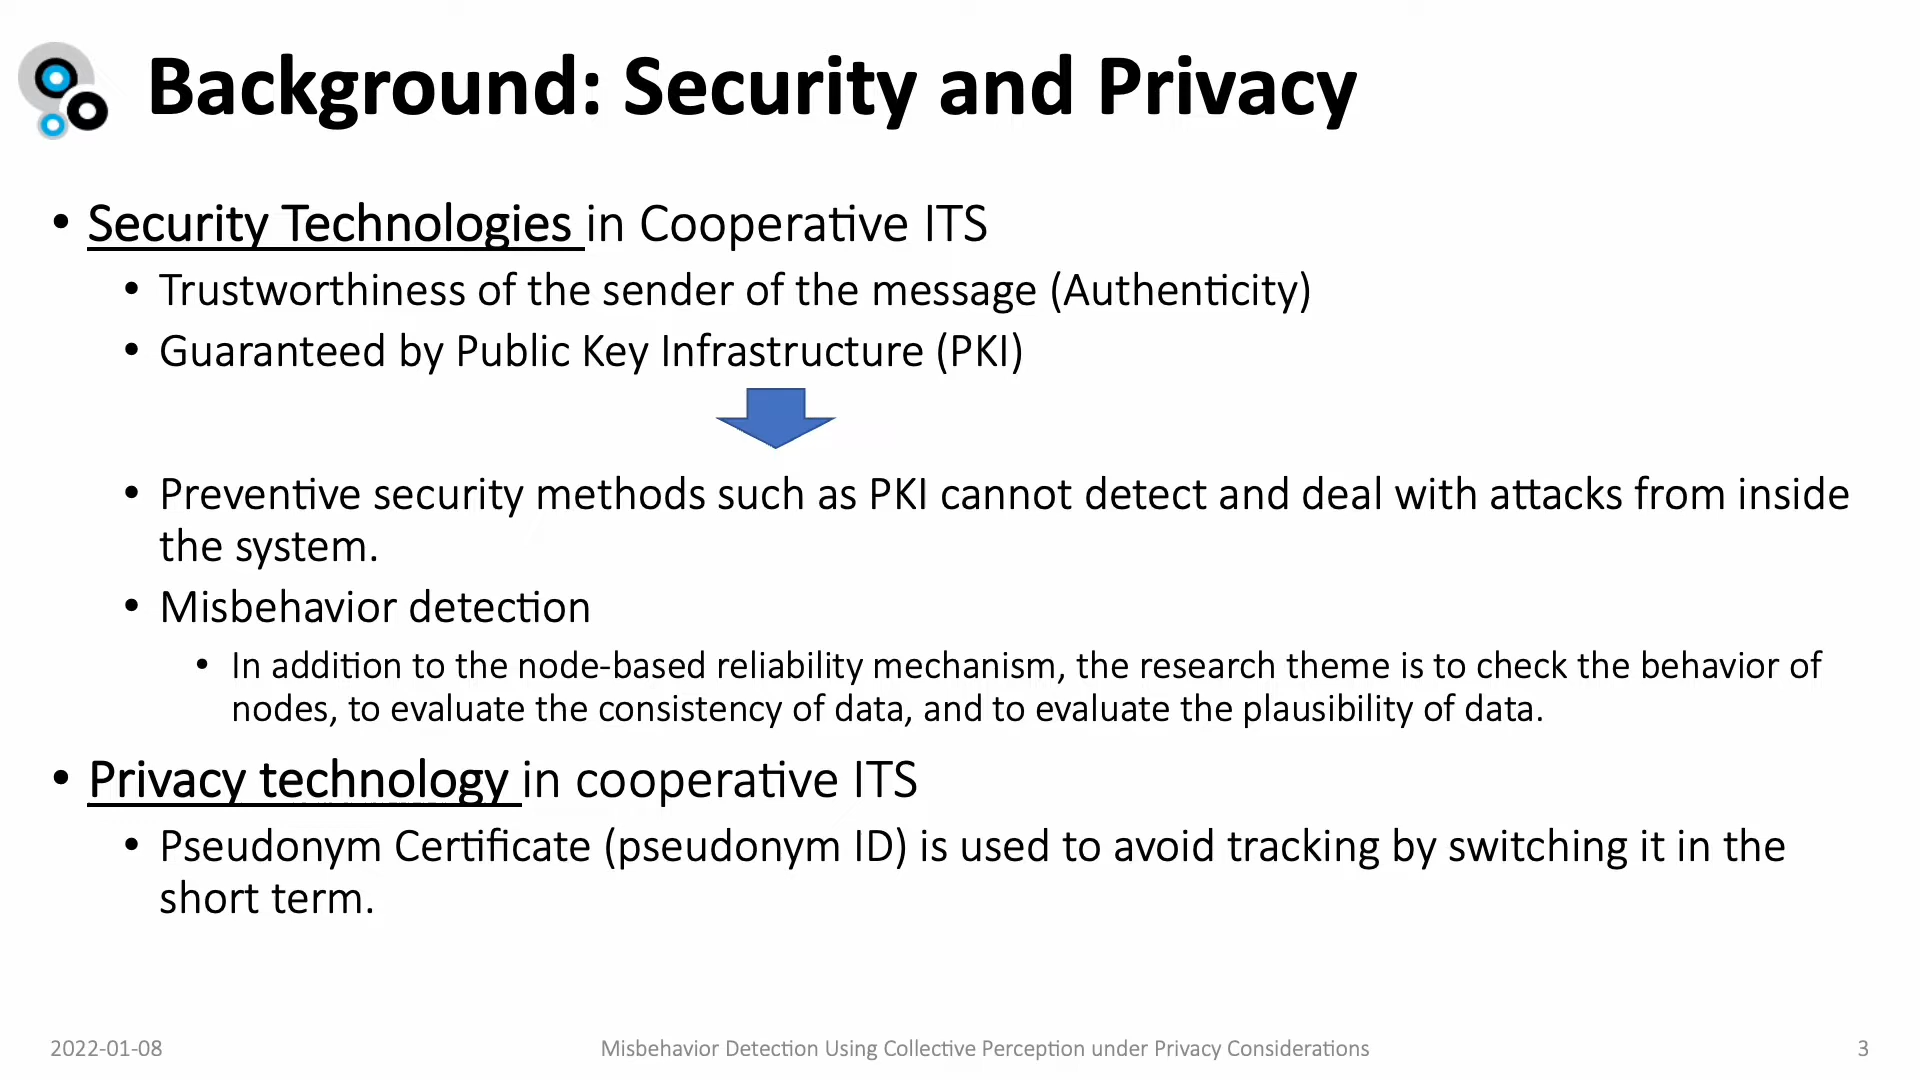 Background: Security and Privacy
• Security Technologies in Cooperative ITS
• Trustworthiness of the sender of the message (Authenticity)
• Guaranteed by Public Key Infrastructure (PKI)
• Preventive security methods such as PKI cannot detect and deal with attacks from inside
the system.
• Misbehavior detection
• In addition to the node-based reliability mechanism, the research theme is to check the behavior of
nodes, to evaluate the consistency of data, and to evaluate the plausibility of data.
• Privacy technology in cooperative ITS
• Pseudonym Certificate (pseudonym ID) is used to avoid tracking by switching it in the
short term.
2022-01-08
Misbehavior Detection Using Collective Perception under Privacy Considerations
3